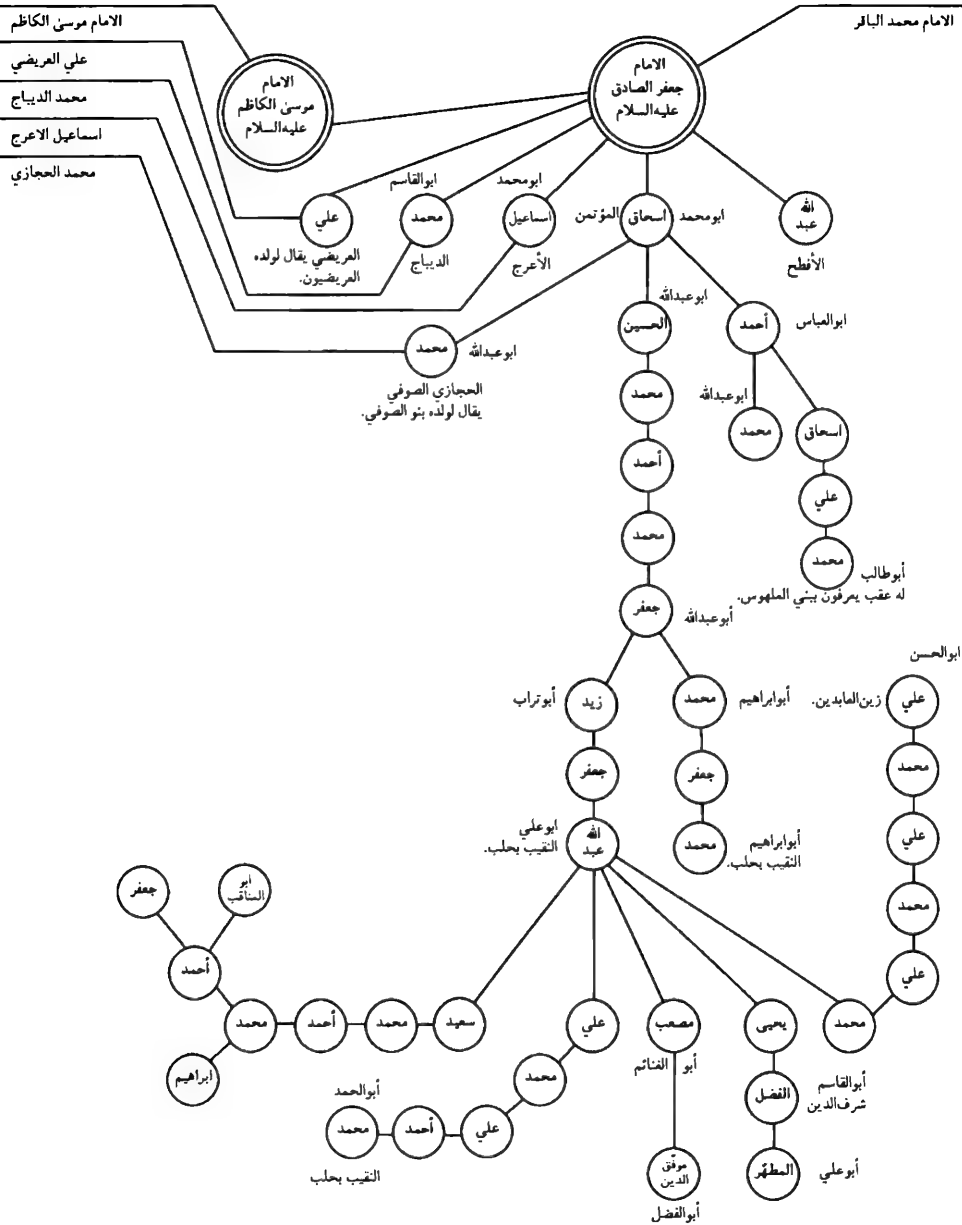 الامام محمد الباقر
الامام موسىٰ الكاظم
علي العريضي
محمد الديباج
اسماعيل الاعرج
محمد الحجازي
الامام
جعفر الصادق
عليه السلام
الامام
موسىٰ الكاظم
عليه السلام
الله
عبد
الأفطح
ابومحمد
اسحاق
المؤتمن
ابومحمد
اسماعيل
الأعرج
ابوالقاسم
محمد
الديباج
علي
العريضي يقال لولده
العريضيون.
ابوالعباس
أحمد
ابوعبدالله
الحسين
ابوعبدالله
محمد
الحجازي الصوفي
يقال لولده بنو الصوفي.
محمد
ابوعبدالله
محمد
اسحاق
أحمد
علي
محمد
محمد
أبوطالب
له عقب يعرفون ببني الملهوس.
جعفر
أبوعبدالله
ابوالحسن
علي
زين العابدين.
أبوابراهيم
محمد
زيد
أبوتراب
محمد
جعفر
جعفر
علي
أبوابراهيم
النقيب بحلب.
محمد
الله
عبد
ابوعلي
النقيب بحلب.
محمد
ابو
المناقب
جعفر
علي
أحمد
محمد
يحيى
مصعب
أبو الغنائم
علي
سعيد
محمد
أحمد
محمد
ابراهيم
محمد
أبوالقاسم
شرف الدين
الفضل
علي
أحمد
أبوالحمد
محمد
النقيب بحلب
أبوعلي
المطهّر
موفّق
الدين
أبوالفضل